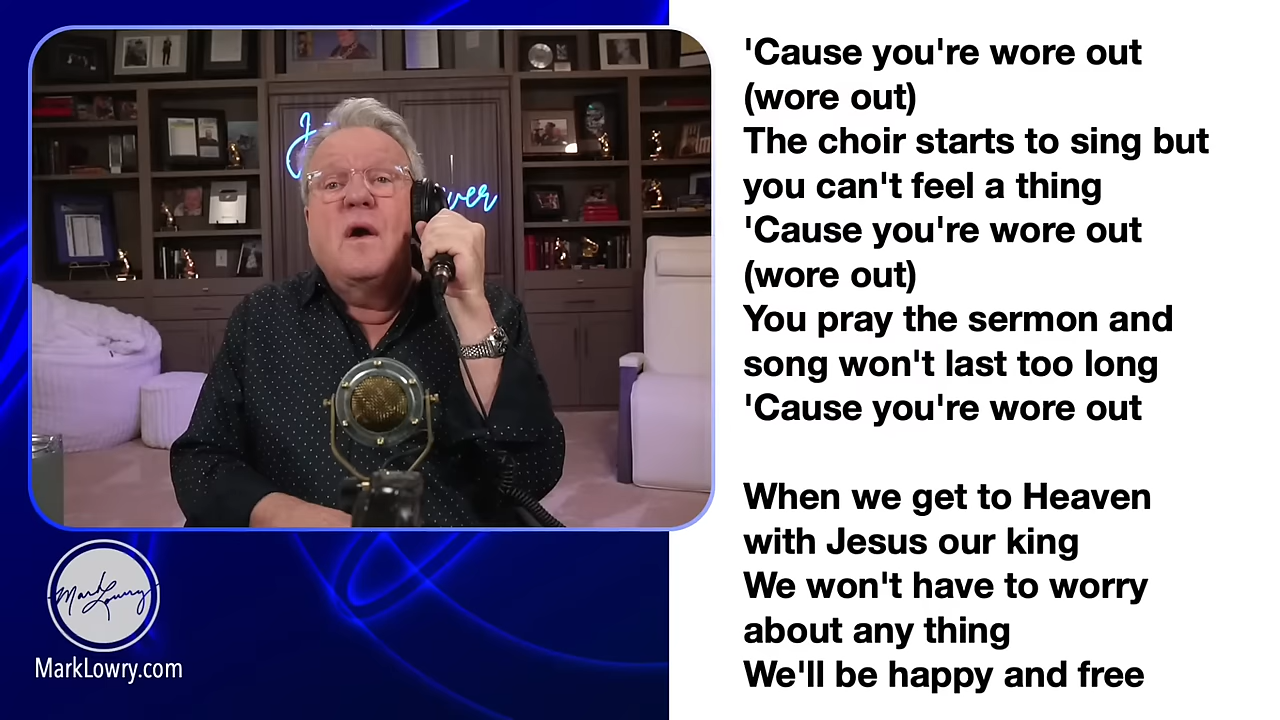 'Cause you're wore out
(wore out)
The choir starts to sing but
you can't feel a thing
'Cause you're wore out
(wore out)
You pray the sermon and
song won't last too long
'Cause you're wore out
When we get to Heaven
with Jesus our king
We won't have to worry
about any thing
We'll be happy and free
Mark Lowry
MarkLowry.com